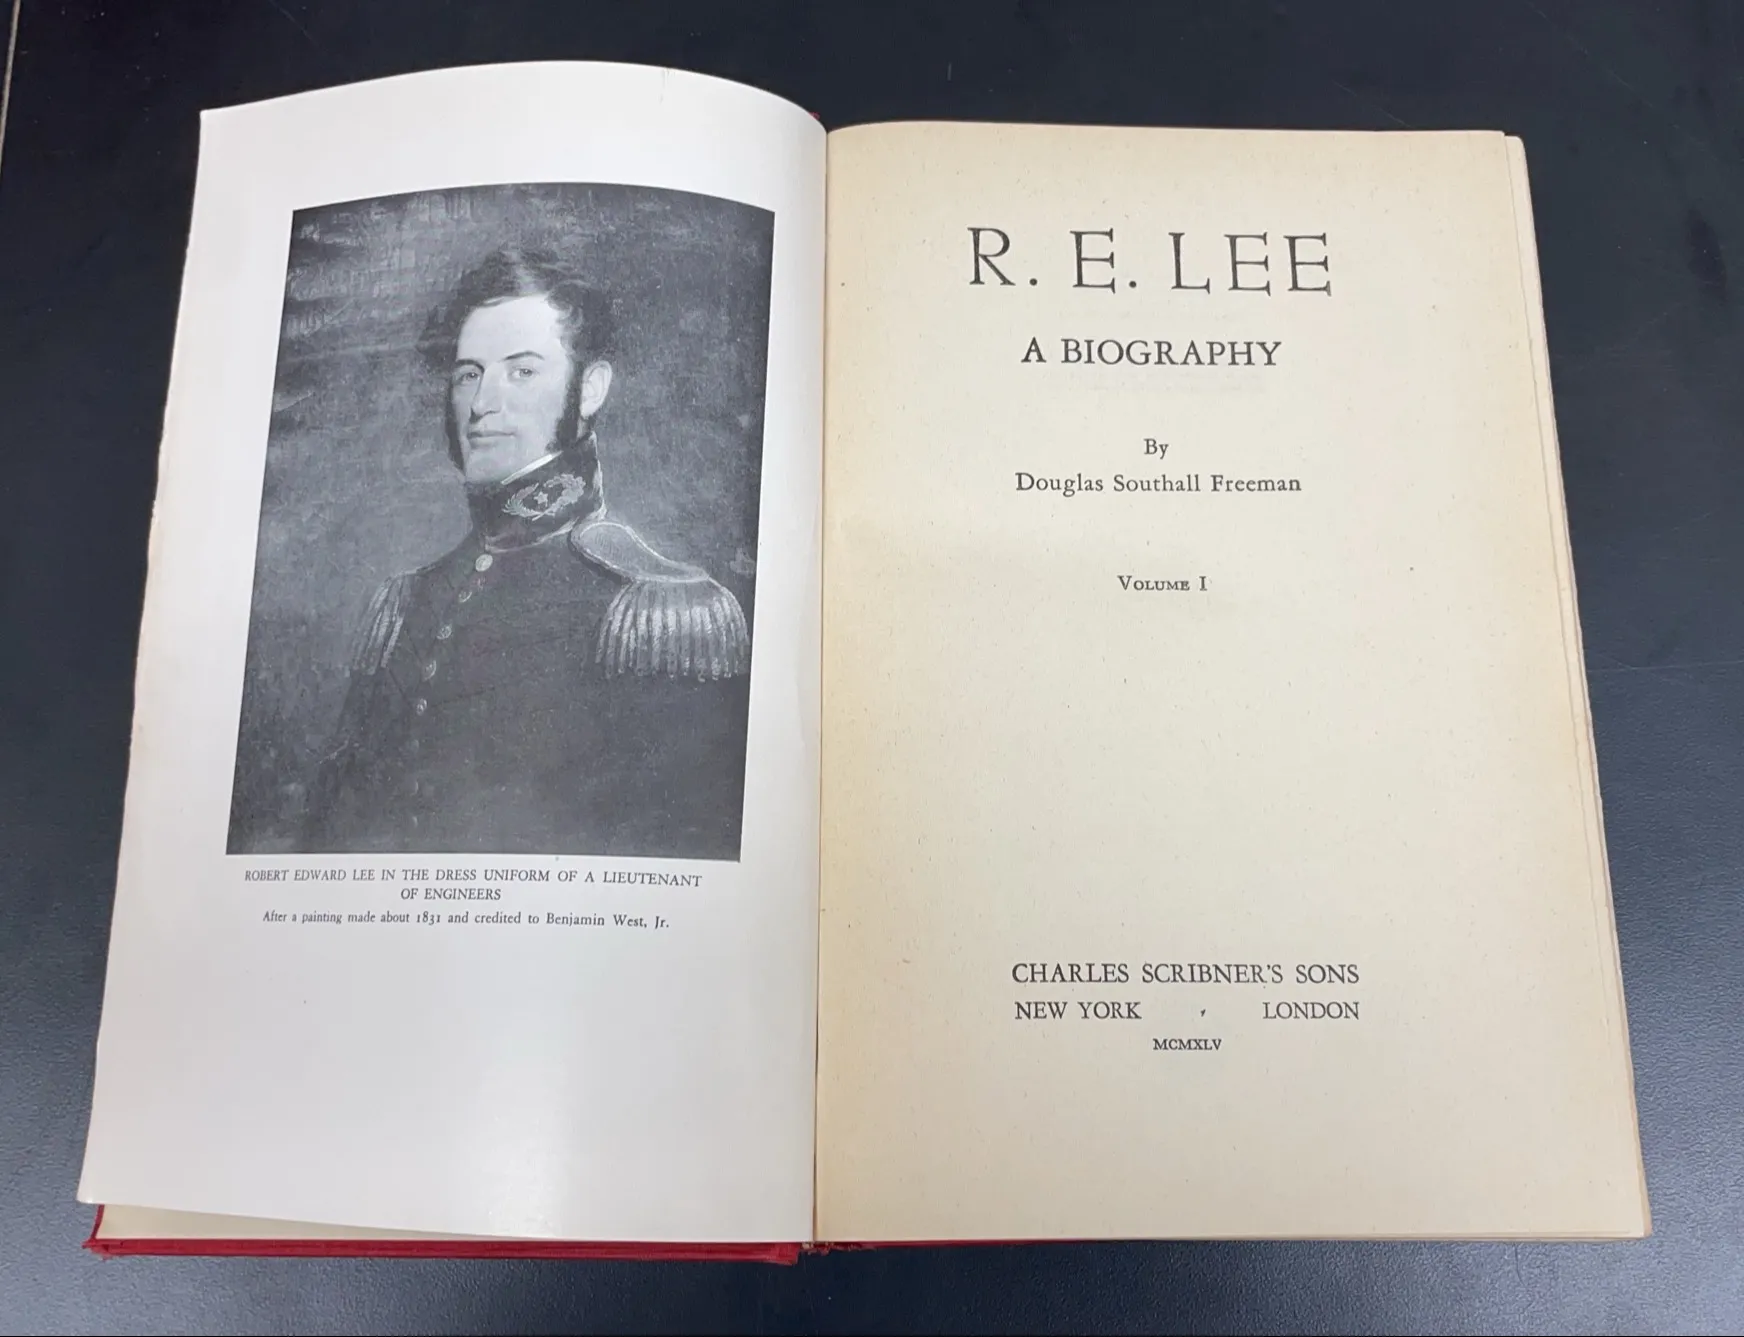 ROBERT EDWARD LEE IN THE DRESS UNIFORM OF A LIEUTENANT
OF ENGINEERS
After a painting made about 1831 and credited to Benjamin West, Jr.
R. E. LEE
A BIOGRAPHY
By
Douglas Southall Freeman
VOLUME I
CHARLES SCRIBNER'S SONS
NEW YORK · LONDON
MCMXLV